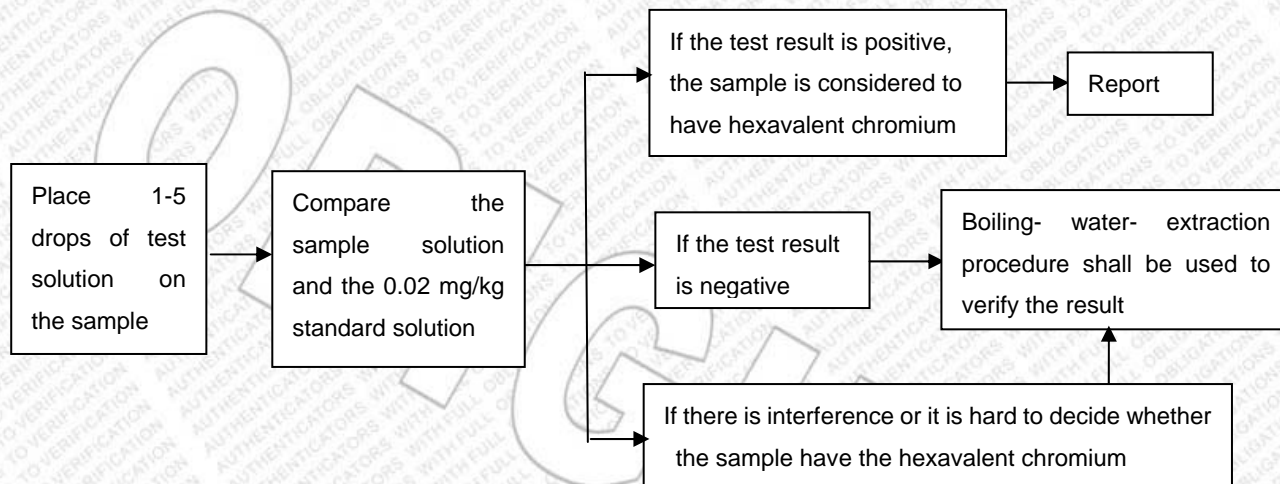 Place 1-5
drops of test
solution on
the sample
Compare the
sample solution
and the 0.02 mg/kg
standard solution
If the test result is positive,
the sample is considered to
have hexavalent chromium
Report
If the test result
is negative
Boiling- water- extraction
procedure shall be used to
verify the result
If there is interference or it is hard to decide whether
the sample have the hexavalent chromium